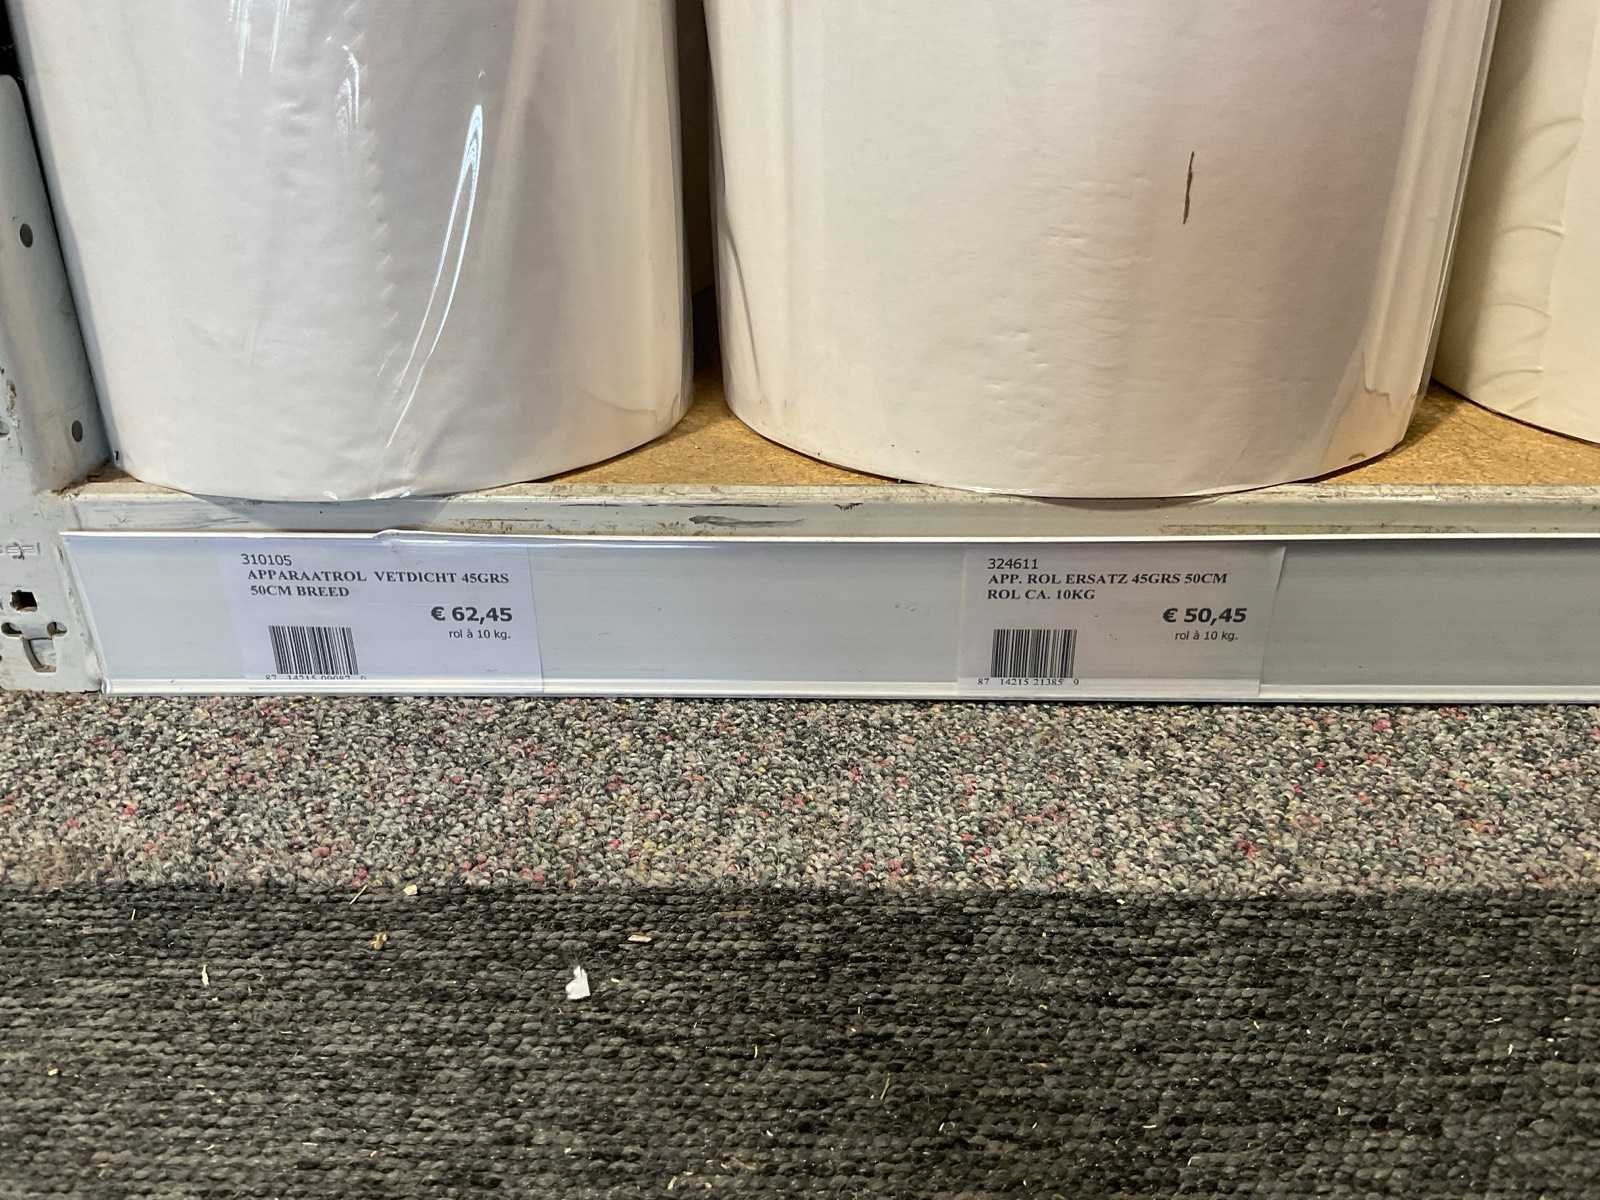 310105
APPARAATROL VETDICHT 45GRS
50CM BREED
€ 62,45
rol à 10 kg.
324611
APP. ROL ERSATZ 45GRS 50CM
ROL CA. 10KG
€ 50,45
rol à 10 kg.
87 14215 21385 9